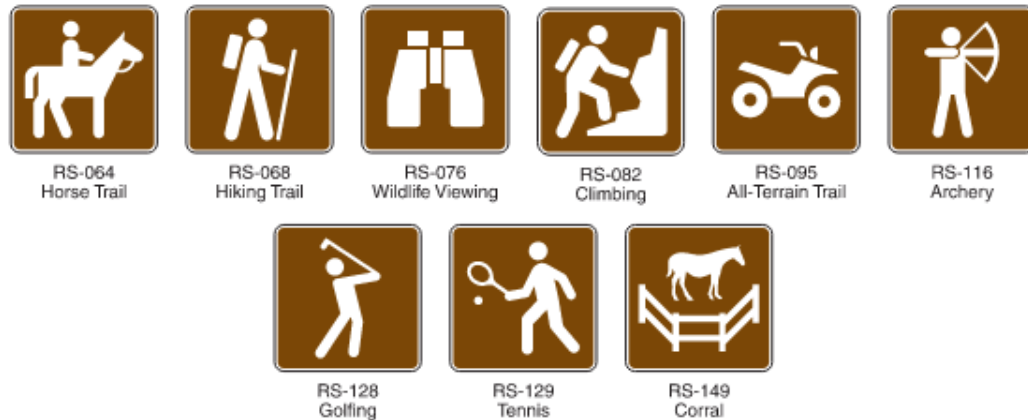 RS-064
Horse Trail
RS-068
Hiking Trail
RS-076
Wildlife Viewing
RS-082
Climbing
RS-095
All-Terrain Trail
RS-116
Archery
RS-128
Golfing
RS-129
Tennis
RS-149
Corral